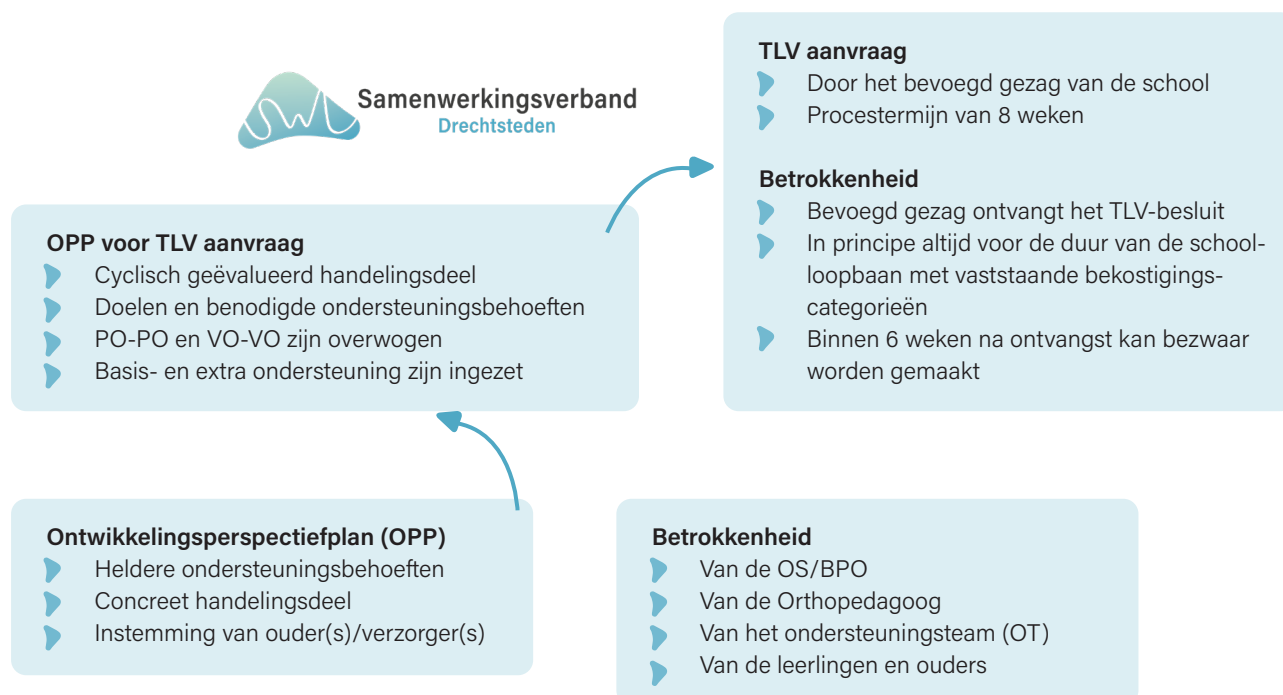 Samenwerkingsverband
Drechtsteden
TLV aanvraag
Door het bevoegd gezag van de school
Procestermijn van 8 weken
Betrokkenheid
Bevoegd gezag ontvangt het TLV-besluit
In principe altijd voor de duur van de school-
loopbaan met vaststaande bekostigings-
categorieën
Binnen 6 weken na ontvangst kan bezwaar
worden gemaakt
OPP voor TLV aanvraag
Cyclisch geëvalueerd handelingsdeel
Doelen en benodigde ondersteuningsbehoeften
PO-PO en VO-VO zijn overwogen
Basis- en extra ondersteuning zijn ingezet
Ontwikkelingsperspectiefplan (OPP)
Heldere ondersteuningsbehoeften
Concreet handelingsdeel
Instemming van ouder(s)/verzorger(s)
Betrokkenheid
Van de OS/BPO
Van de Orthopedagoog
Van het ondersteuningsteam (OT)
Van de leerlingen en ouders